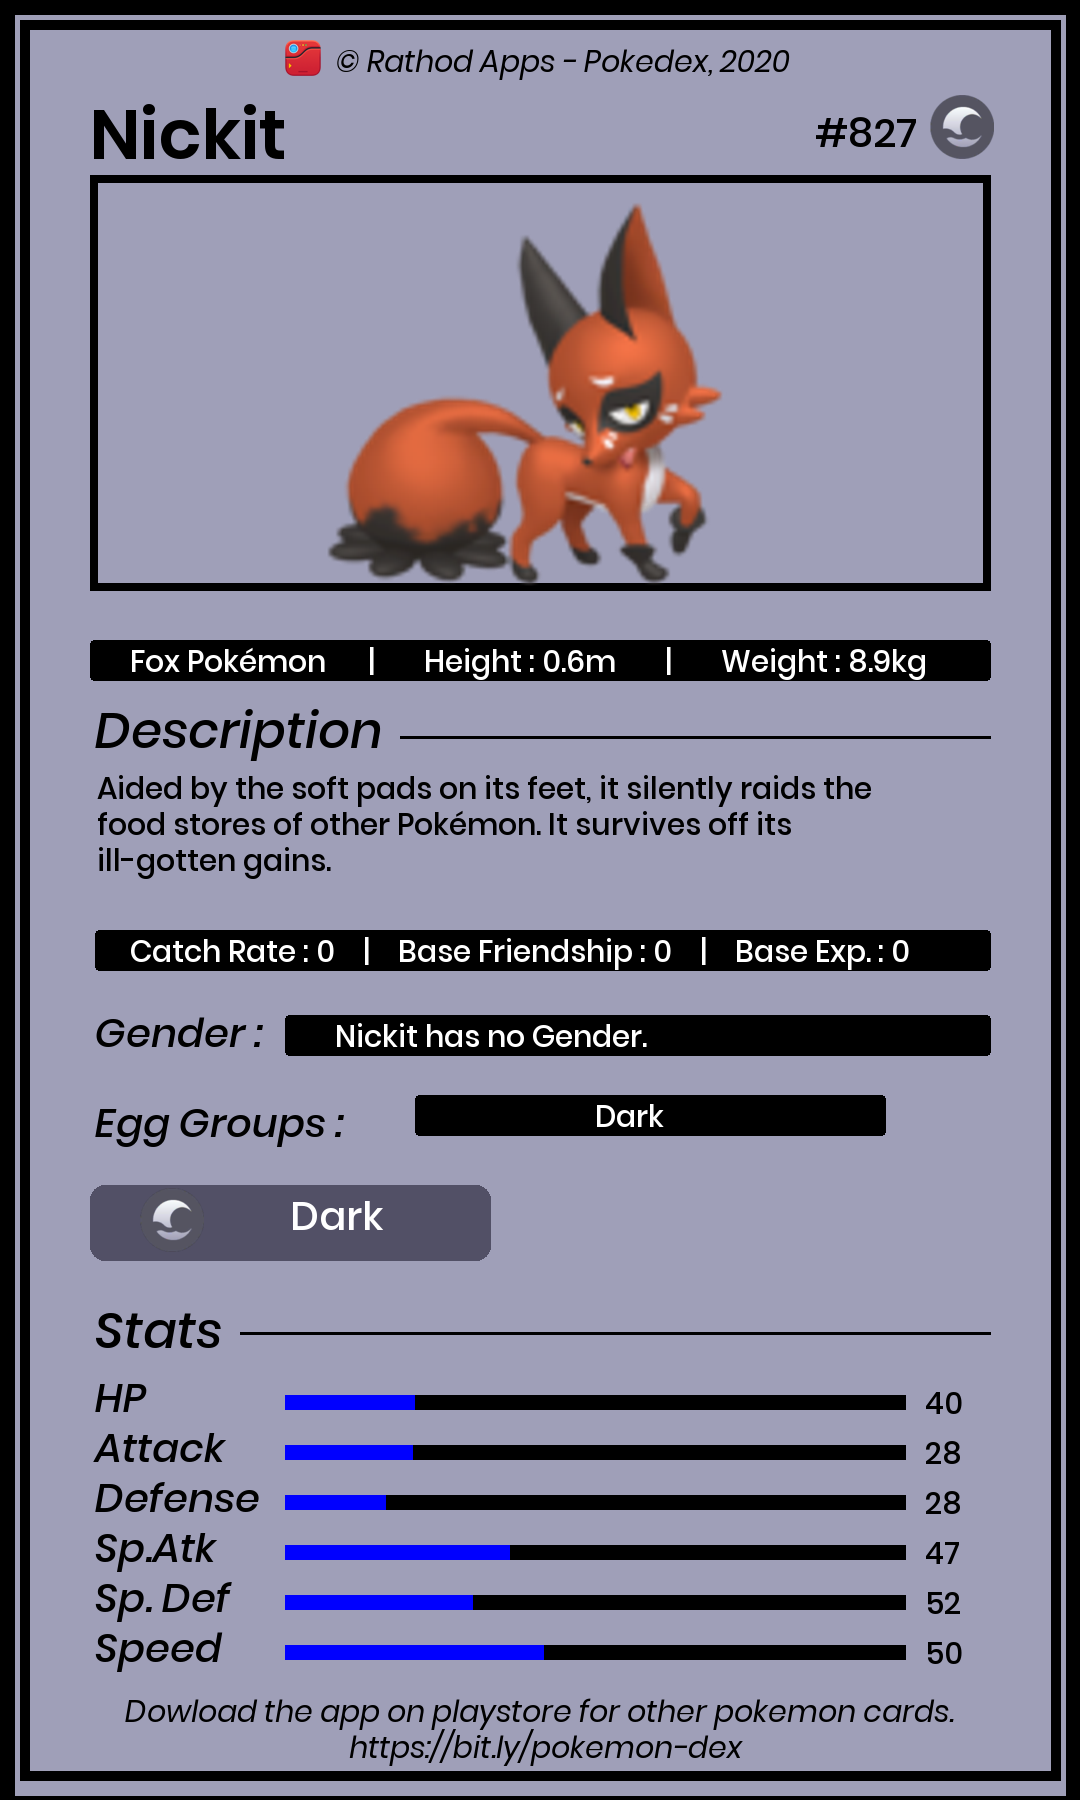 © Rathod Apps - Pokedex, 2020
Nickit #827
Fox Pokémon | Height : 0.6m | Weight : 8.9kg
Description
Aided by the soft pads on its feet, it silently raids the
food stores of other Pokémon. It survives off its
ill-gotten gains.
Catch Rate : 0 | Base Friendship : 0 | Base Exp. : 0
Gender : Nickit has no Gender.
Egg Groups : Dark
Dark
Stats
HP 40
Attack 28
Defense 28
Sp.Atk 47
Sp. Def 52
Speed 50
Dowload the app on playstore for other pokemon cards.
https://bit.ly/pokemon-dex